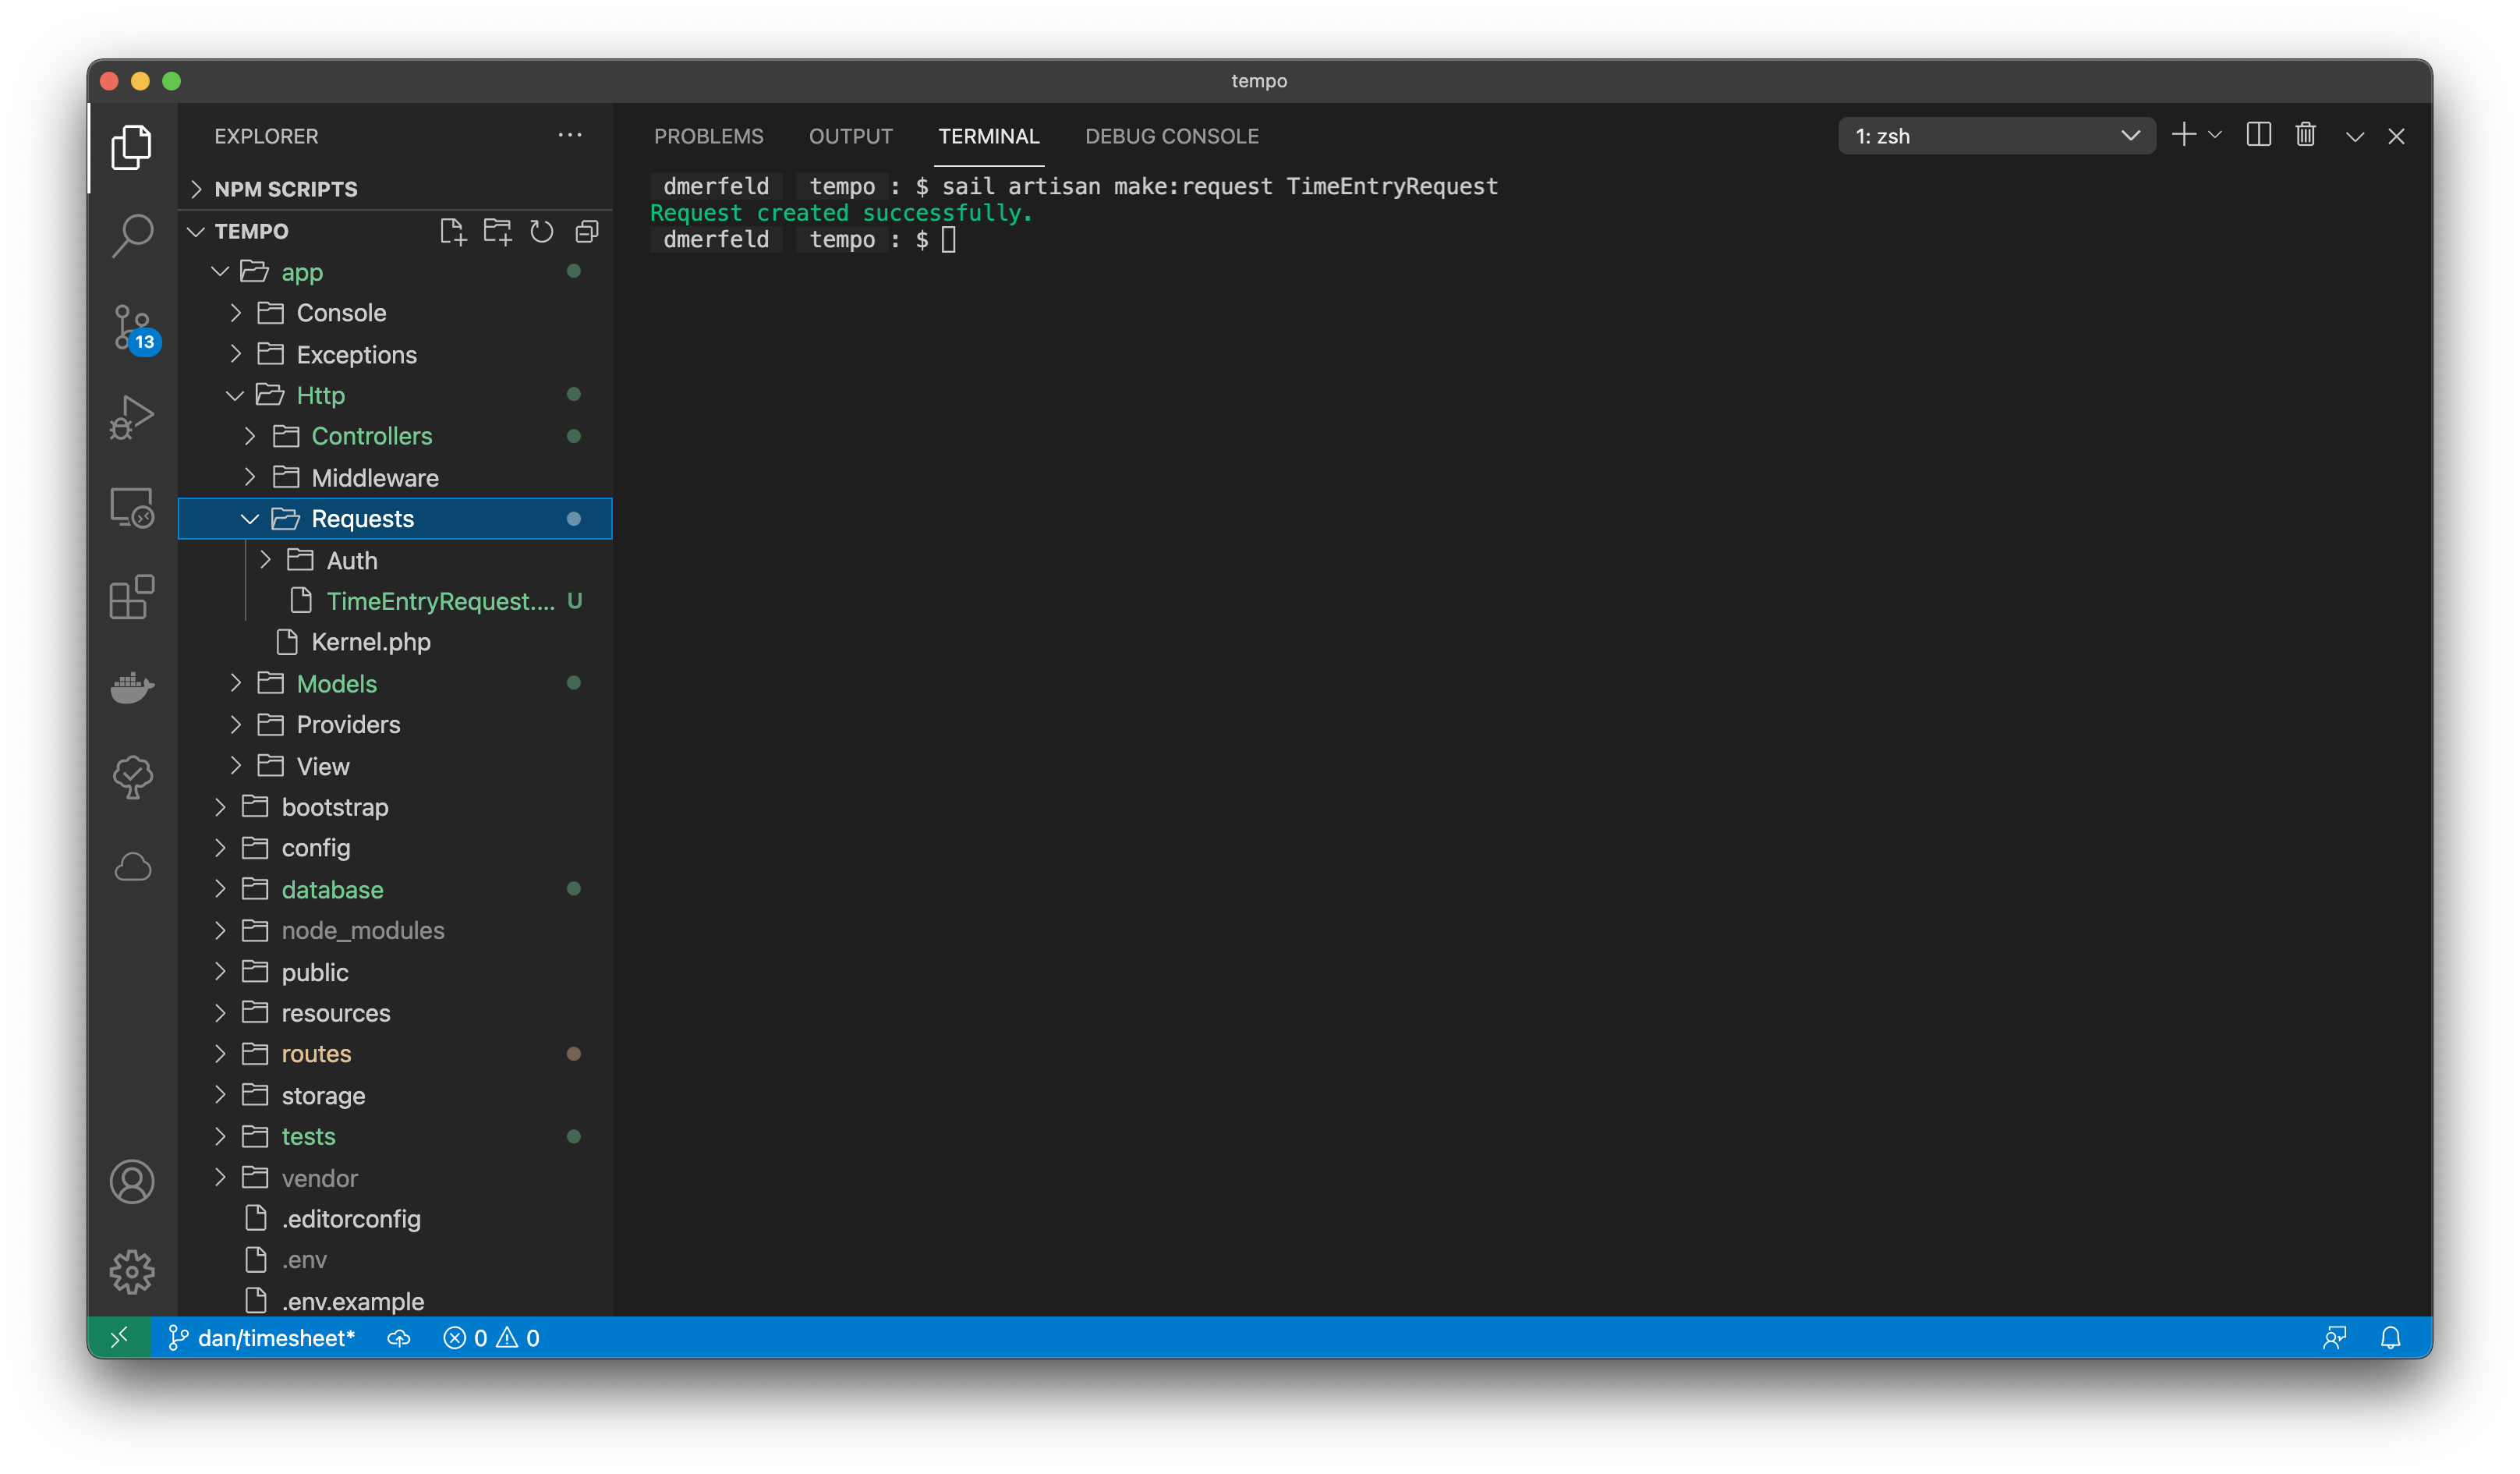 tempo
EXPLORER
NPM SCRIPTS
TEMPO
app
Console
Exceptions
Http
Controllers
Middleware
Requests
Auth
TimeEntryRequest.... U
Kernel.php
Models
Providers
View
bootstrap
config
database
node_modules
public
resources
routes
storage
tests
vendor
.editorconfig
.env
.env.example
13
PROBLEMS OUTPUT TERMINAL DEBUG CONSOLE 1: zsh
dmerfeld tempo : $ sail artisan make:request TimeEntryRequest
Request created successfully.
dmerfeld tempo : $
dan/timesheet* 0 0